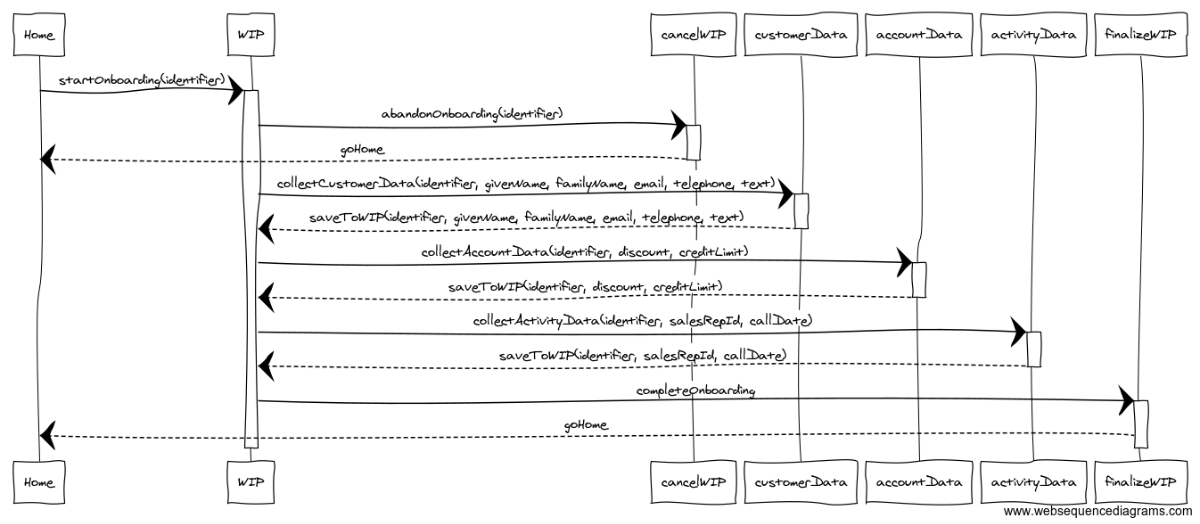 Home WIP cancelWIP customerData accountData activityData finalizeWIP
startOnboarding(identifier)
abandonOnboarding(identifier)
goHome
collectCustomerData(identifier, givenName, familyName, email, telephone, text)
saveToWIP(identifier, givenName, familyName, email, telephone, text)
collectAccountData(identifier, discount, creditLimit)
saveToWIP(identifier, discount, creditLimit)
collectActivityData(identifier, salesRepId, callDate)
saveToWIP(identifier, salesRepId, callDate)
completeOnboarding
goHome
Home WIP cancelWIP customerData accountData activityData finalizeWIP
www.websequencediagrams.com